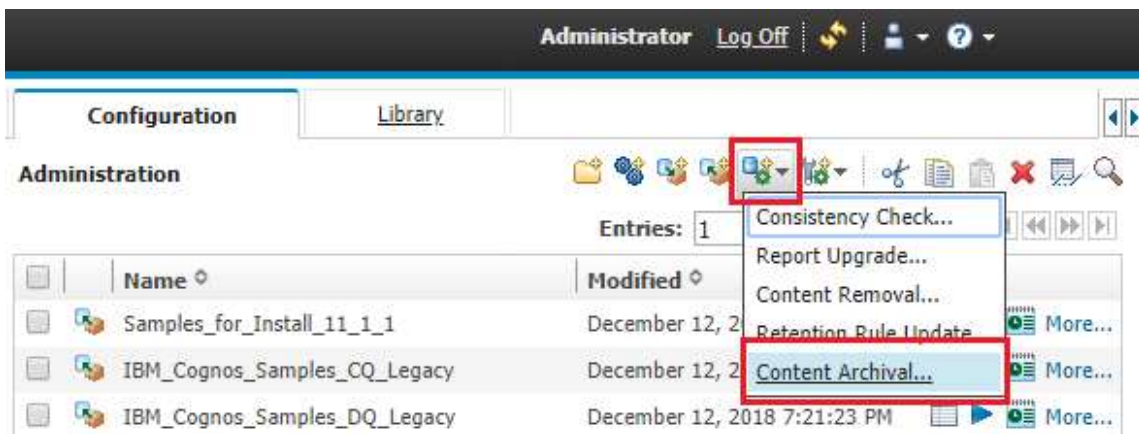 Administrator Log Off
Configuration Library
Administration
Entries: 1
Consistency Check...
Report Upgrade...
Content Removal...
Retention Rule Update
Content Archival...
Name Modified
Samples_for_Install_11_1_1 December 12, 2 More...
IBM_Cognos_Samples_CQ_Legacy December 12, 2 More...
IBM_Cognos_Samples_DQ_Legacy December 12, 2018 7:21:23 PM More...